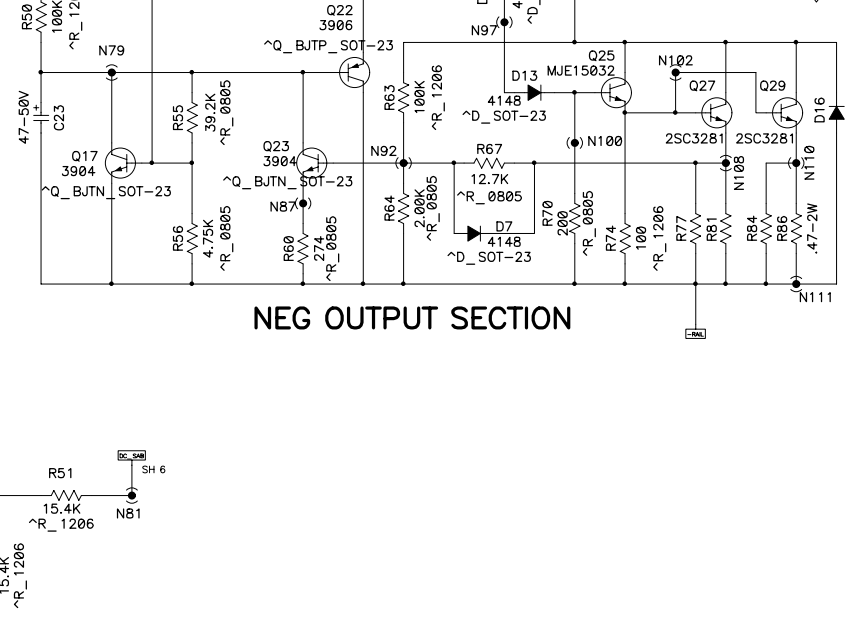 R50
100K
^R_12
Q22
3906
^Q_BJTP_SOT-23
N97
4
^D_
N79
47-50V
+
C23
R55
39.2K
^R_0805
Q17
3904
^Q_BJTN_SOT-23
R56
4.75K
^R_0805
Q23
3904
^Q_BJTN_SOT-23
N87
R60
274
^R_0805
R63
100K
^R_1206
N92
R64
2.00K
^R_0805
D13
4148
^D_SOT-23
R67
12.7K
^R_0805
D7
4148
^D_SOT-23
Q25
MJE15032
N100
R70
200
^R_0805
R74
100
^R_1206
N102
Q27
2SC3281
Q29
2SC3281
D16
N108
N110
R77
R81
R84
R86
.47-2W
N111
-RAIL
NEG OUTPUT SECTION
DC_SAB
SH 6
R51
15.4K
^R_1206
N81
15.4K
^R_1206